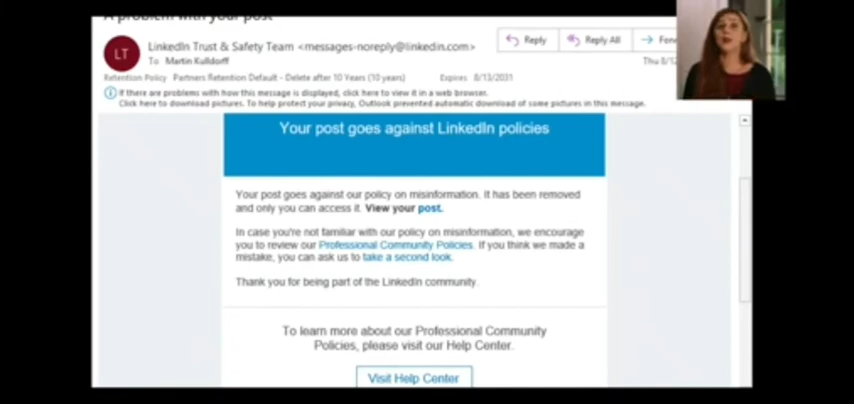 A problem with your post
LT
LinkedIn Trust & Safety Team <messages-noreply@linkedin.com>
To Martin Kulldorff
Reply
Reply All
Thu 8/12
Retention Policy Partners Retention Default - Delete after 10 Years (10 years) Expires 8/13/2031
If there are problems with how this message is displayed, click here to view it in a web browser.
Click here to download pictures. To help protect your privacy, Outlook prevented automatic download of some pictures in this message.
Your post goes against LinkedIn policies
Your post goes against our policy on misinformation. It has been removed
and only you can access it. View your post.
In case you're not familiar with our policy on misinformation, we encourage
you to review our Professional Community Policies. If you think we made a
mistake, you can ask us to take a second look.
Thank you for being part of the LinkedIn community.
To learn more about our Professional Community
Policies, please visit our Help Center.
Visit Help Center